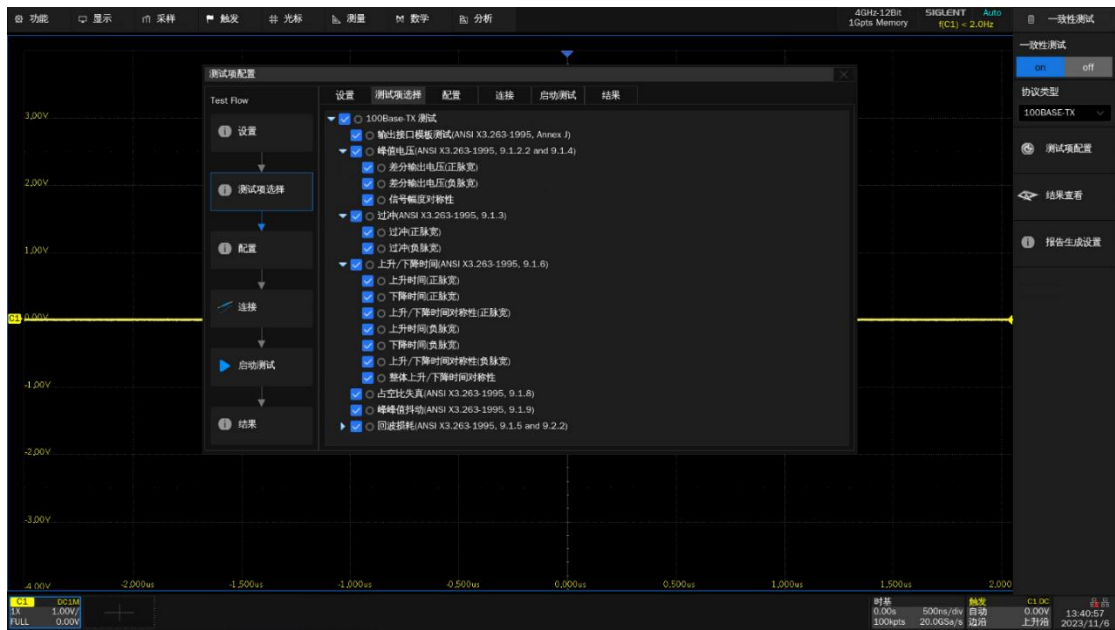 功能 显示 采样 触发 光标 测量 数学 分析
4GHz-12Bit SIGLENT Auto
1Gpts Memory f(C1) < 2.0Hz
一致性测试
一致性测试
on off
协议类型
100BASE-TX
测试项配置
结果查看
报告生成设置
测试项配置
Test Flow
设置
测试项选择
配置
连接
启动测试
结果
设置 测试项选择 配置 连接 启动测试 结果
100Base-TX 测试
输出接口模板测试(ANSI X3.263-1995, Annex J)
峰值电压(ANSI X3.263-1995, 9.1.2.2 and 9.1.4)
差分输出电压(正脉宽)
差分输出电压(负脉宽)
信号幅度对称性
过冲(ANSI X3.263-1995, 9.1.3)
过冲(正脉宽)
过冲(负脉宽)
上升/下降时间(ANSI X3.263-1995, 9.1.6)
上升时间(正脉宽)
下降时间(正脉宽)
上升/下降时间对称性(正脉宽)
上升时间(负脉宽)
下降时间(负脉宽)
上升/下降时间对称性(负脉宽)
整体上升/下降时间对称性
占空比失真(ANSI X3.263-1995, 9.1.8)
峰峰值抖动(ANSI X3.263-1995, 9.1.9)
回波损耗(ANSI X3.263-1995, 9.1.5 and 9.2.2)
3.00V
2.00V
1.00V
C1 0.00V
-1.00V
-2.00V
-3.00V
-4.00V
-2.000us -1.500us -1.000us -0.500us 0.000us 0.500us 1.000us 1.500us 2.000
C1 DC1M
1X 1.00V/
FULL 0.00V
时基
0.00s 500ns/div
100kpts 20.0GSa/s
触发 C1 DC
自动 0.00V
边沿 上升沿
13:40:57
2023/11/6